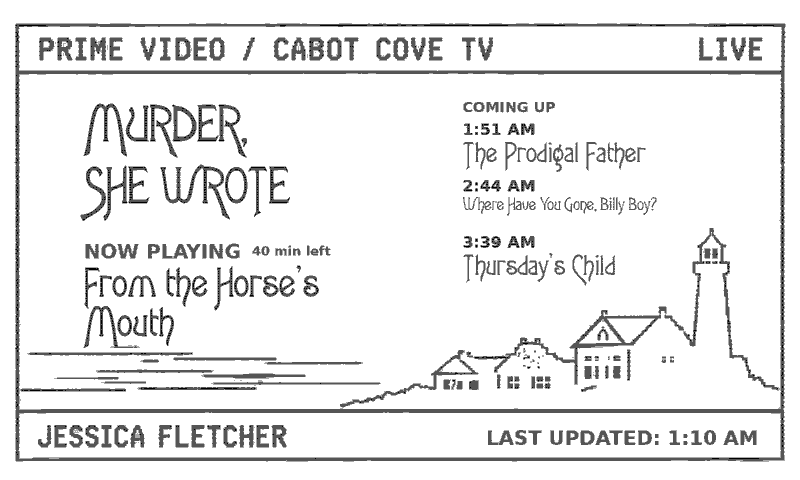 PRIME VIDEO / CABOT COVE TV
LIVE
MURDER,
SHE WROTE
NOW PLAYING 40 min left
From the Horse's
Mouth
COMING UP
1:51 AM
The Prodigal Father
2:44 AM
Where Have You Gone, Billy Boy?
3:39 AM
Thursday's Child
JESSICA FLETCHER
LAST UPDATED: 1:10 AM